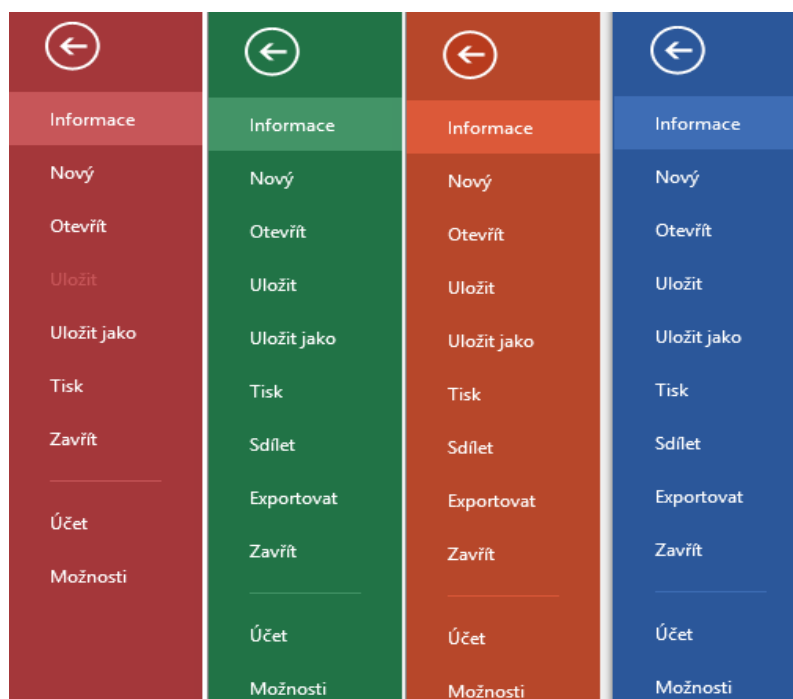 Informace
Nový
Otevřít
Uložit
Uložit jako
Tisk
Zavřít
Účet
Možnosti
Informace
Nový
Otevřít
Uložit
Uložit jako
Tisk
Sdílet
Exportovat
Zavřít
Účet
Možnosti
Informace
Nový
Otevřít
Uložit
Uložit jako
Tisk
Sdílet
Exportovat
Zavřít
Účet
Možnosti
Informace
Nový
Otevřít
Uložit
Uložit jako
Tisk
Sdílet
Exportovat
Zavřít
Účet
Možnosti